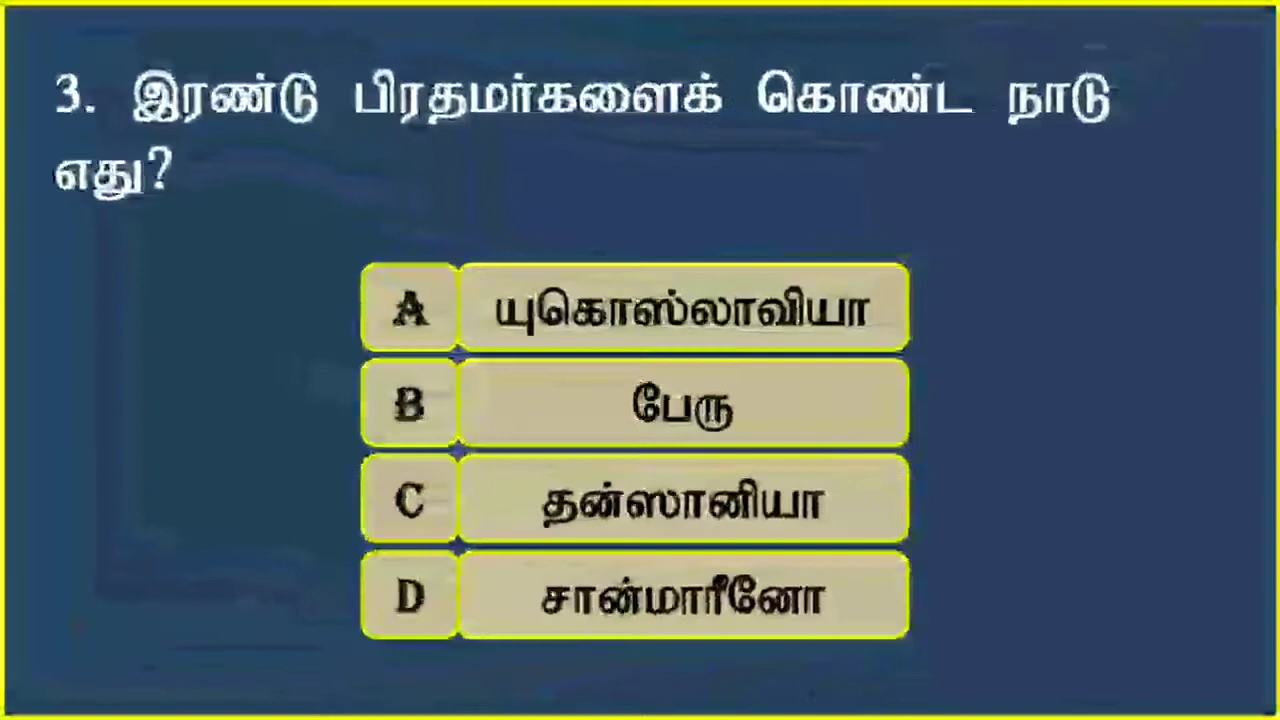 3. இரண்டு பிரதமர்களைக் கொண்ட நாடு
எது?
A யுகொஸ்லாவியா
B பேரு
C தன்ஸானியா
D சான்மாரீனோ